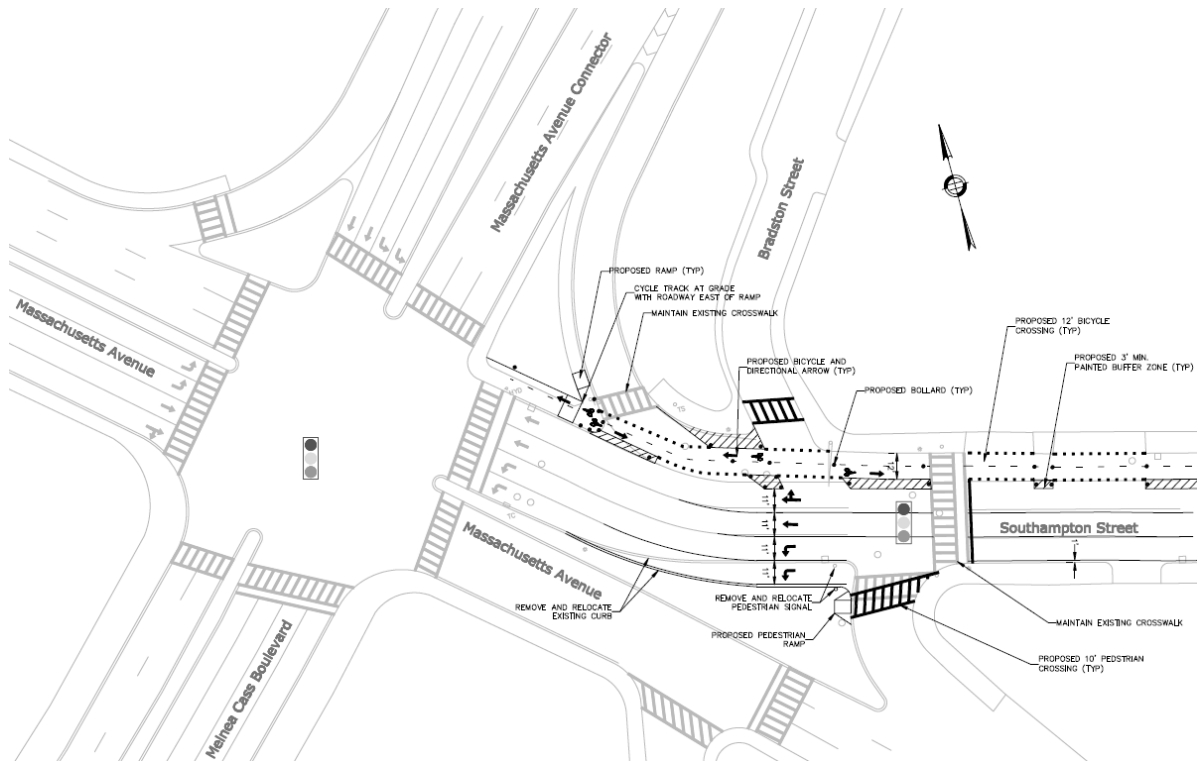 Massachusetts Avenue Connector
Bradston Street
PROPOSED RAMP (TYP)
CYCLE TRACK AT GRADE
WITH ROADWAY EAST OF RAMP
MAINTAIN EXISTING CROSSWALK
Massachusetts Avenue
PROPOSED 12' BICYCLE
CROSSING (TYP)
PROPOSED BICYCLE AND
DIRECTIONAL ARROW (TYP)
PROPOSED 3' MIN.
PAINTED BUFFER ZONE (TYP)
PROPOSED BOLLARD (TYP)
Southampton Street
Massachusetts Avenue
REMOVE AND RELOCATE
EXISTING CURB
REMOVE AND RELOCATE
PEDESTRIAN SIGNAL
PROPOSED PEDESTRIAN
RAMP
MAINTAIN EXISTING CROSSWALK
PROPOSED 10' PEDSTRIAN
CROSSING (TYP)
Melnea Cass Boulevard